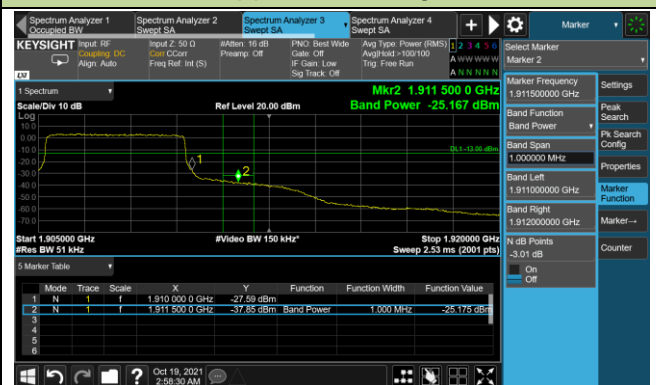 Spectrum Analyzer 1
Occupied BW
Spectrum Analyzer 2
Swept SA
Spectrum Analyzer 3
Swept SA
Spectrum Analyzer 4
Swept SA
Marker
KEYSIGHT
Input: RF
Coupling: DC
Align: Auto
Input Z: 50 Ω
Corr CCorr
Freq Ref: Int (S)
#Atten: 16 dB
Preamp: Off
PNO: Best Wide
Gate: Off
IF Gain: Low
Sig Track: Off
Avg Type: Power (RMS)
Avg|Hold:>100/100
Trig: Free Run
1 2 3 4 5 6
A W W W W W
A N N N N N
LXI
Select Marker
Marker 2
1 Spectrum
Scale/Div 10 dB
Log
Ref Level 20.00 dBm
Mkr2 1.911 500 0 GHz
Band Power -25.167 dBm
10.0
0.00
-10.0
-20.0
-30.0
-40.0
-50.0
-60.0
-70.0
DL1 -13.00 dBm
1
2
Start 1.905000 GHz
#Res BW 51 kHz
#Video BW 150 kHz*
Stop 1.920000 GHz
Sweep 2.53 ms (2001 pts)
5 Marker Table
Mode Trace Scale X Y Function Function Width Function Value
1 N 1 f 1.910 000 0 GHz -27.59 dBm
2 N 1 f 1.911 500 0 GHz -37.85 dBm Band Power 1.000 MHz -25.175 dBm
3
4
5
6
Marker Frequency
1.911500000 GHz
Band Function
Band Power
Band Span
1.000000 MHz
Band Left
1.911000000 GHz
Band Right
1.912000000 GHz
N dB Points
-3.01 dB
On
Off
Settings
Peak
Search
Pk Search
Config
Properties
Marker
Function
Marker→
Counter
?
Oct 19, 2021
2:58:30 AM